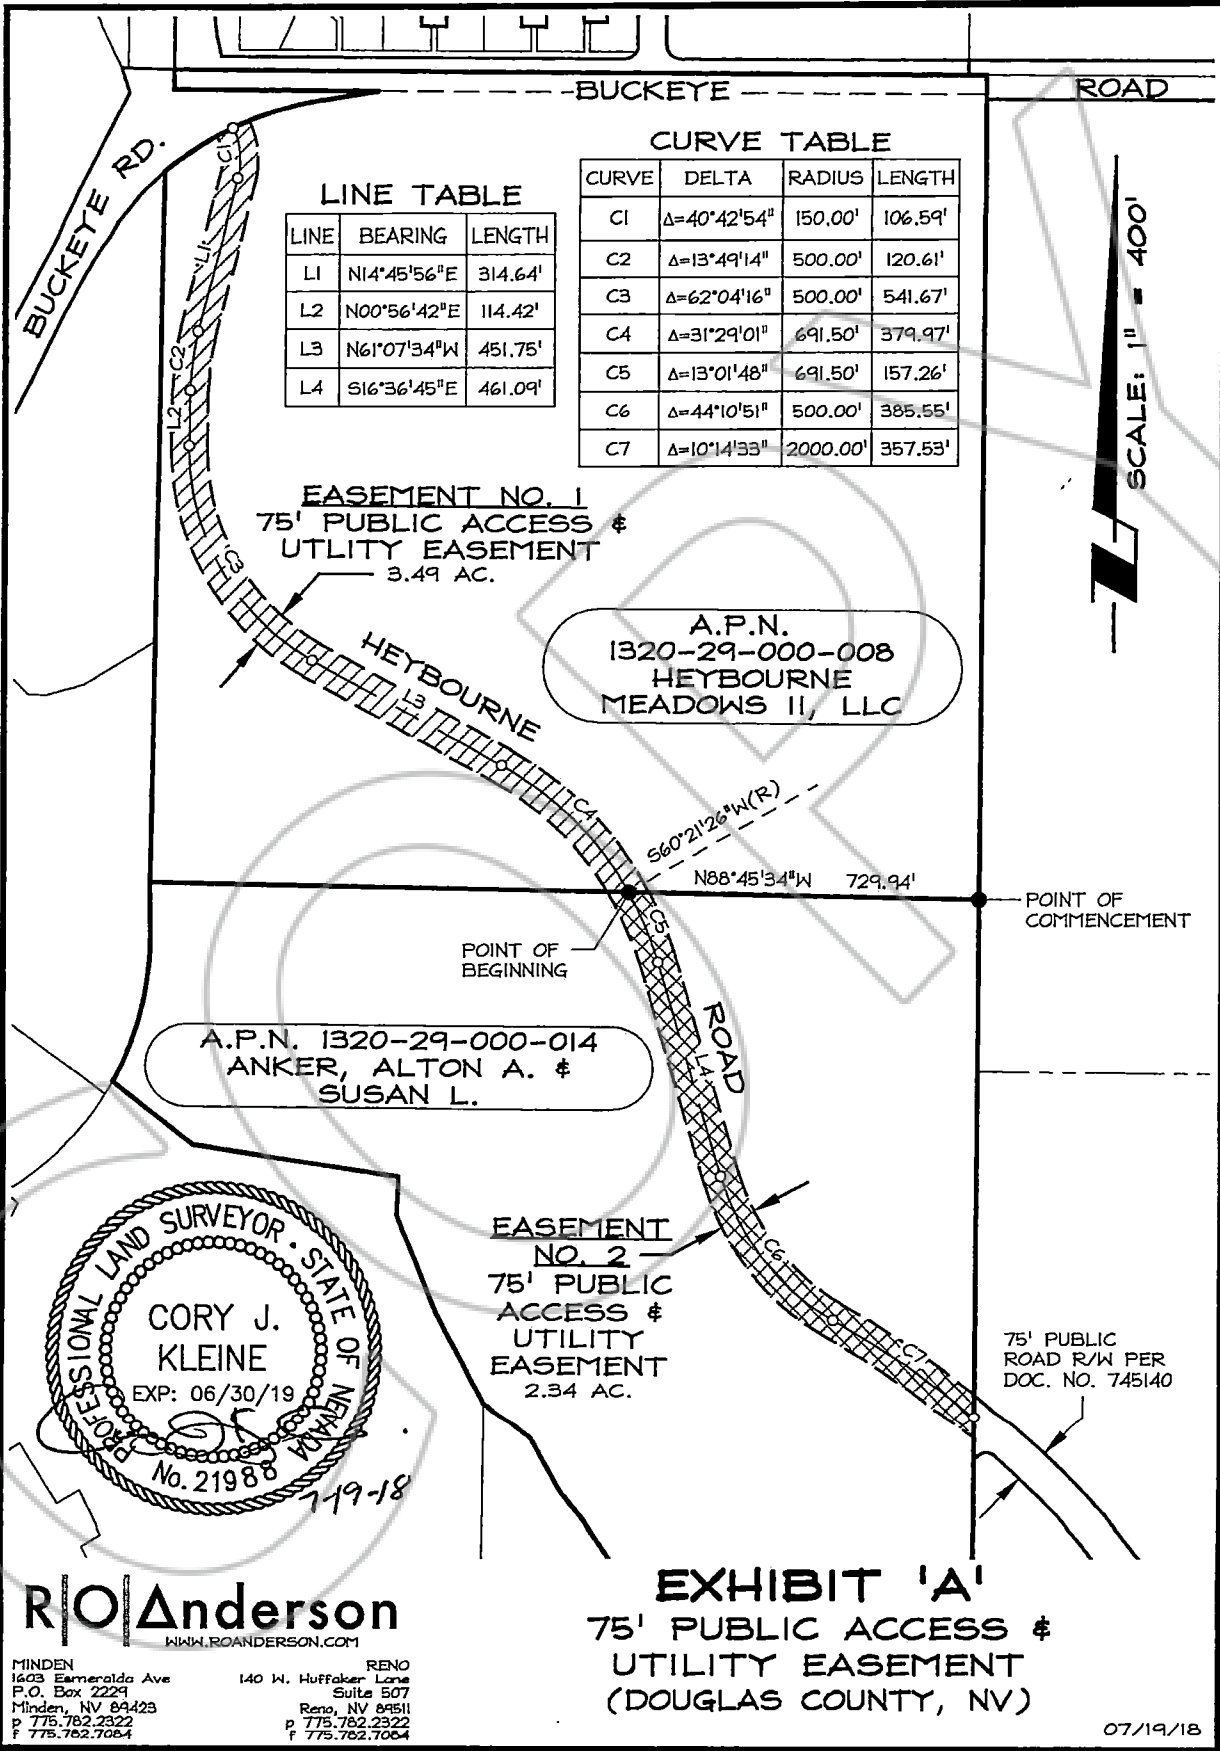 BUCKEYE
ROAD
BUCKEYE RD.
LINE TABLE
LINE BEARING LENGTH
L1 N14°45'56"E 314.64'
L2 N00°56'42"E 114.42'
L3 N61°07'34"W 451.75'
L4 S16°36'45"E 461.09'
CURVE TABLE
CURVE DELTA RADIUS LENGTH
C1 Δ=40°42'54" 150.00' 106.59'
C2 Δ=13°49'14" 500.00' 120.61'
C3 Δ=62°04'16" 500.00' 541.67'
C4 Δ=31°29'01" 691.50' 379.97'
C5 Δ=13°01'48" 691.50' 157.26'
C6 Δ=44°10'51" 500.00' 385.55'
C7 Δ=10°14'33" 2000.00' 357.53'
SCALE: 1" = 400'
C1
L1
C2
L2
C3
EASEMENT NO. 1
75' PUBLIC ACCESS &
UTLITY EASEMENT
3.49 AC.
HEYBOURNE
L3
A.P.N.
1320-29-000-008
HEYBOURNE
MEADOWS II, LLC
C4
S60°21'26"W(R)
N88°45'34"W 729.94'
POINT OF
COMMENCEMENT
POINT OF
BEGINNING
C5
ROAD
L4
A.P.N. 1320-29-000-014
ANKER, ALTON A. &
SUSAN L.
EASEMENT
NO. 2
75' PUBLIC
ACCESS &
UTILITY
EASEMENT
2.34 AC.
C6
C7
75' PUBLIC
ROAD R/W PER
DOC. NO. 745140
PROFESSIONAL LAND SURVEYOR · STATE OF NEVADA
CORY J.
KLEINE
EXP: 06/30/19
No. 21988
7-19-18
R|O|Anderson
WWW.ROANDERSON.COM
MINDEN
1603 Esmeralda Ave
P.O. Box 2229
Minden, NV 89423
p 775.782.2322
f 775.782.7084
RENO
140 W. Huffaker Lane
Suite 507
Reno, NV 89511
p 775.782.2322
f 775.782.7084
EXHIBIT 'A'
75' PUBLIC ACCESS &
UTILITY EASEMENT
(DOUGLAS COUNTY, NV)
07/19/18
COPY